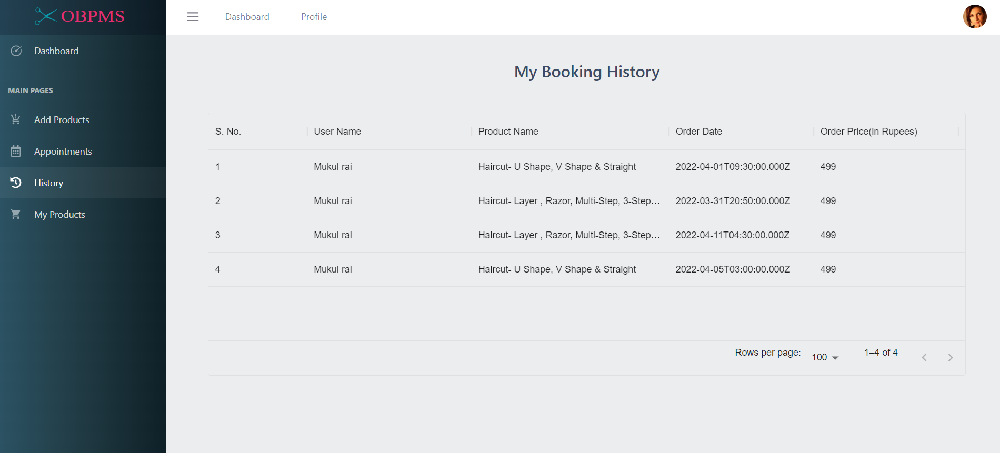 OBPMS
Dashboard
Profile
Dashboard
MAIN PAGES
Add Products
Appointments
History
My Products
My Booking History
S. No. User Name Product Name Order Date Order Price(in Rupees)
1 Mukul rai Haircut- U Shape, V Shape & Straight 2022-04-01T09:30:00.000Z 499
2 Mukul rai Haircut- Layer , Razor, Multi-Step, 3-Step... 2022-03-31T20:50:00.000Z 499
3 Mukul rai Haircut- Layer , Razor, Multi-Step, 3-Step... 2022-04-11T04:30:00.000Z 499
4 Mukul rai Haircut- U Shape, V Shape & Straight 2022-04-05T03:00:00.000Z 499
Rows per page: 100 1–4 of 4